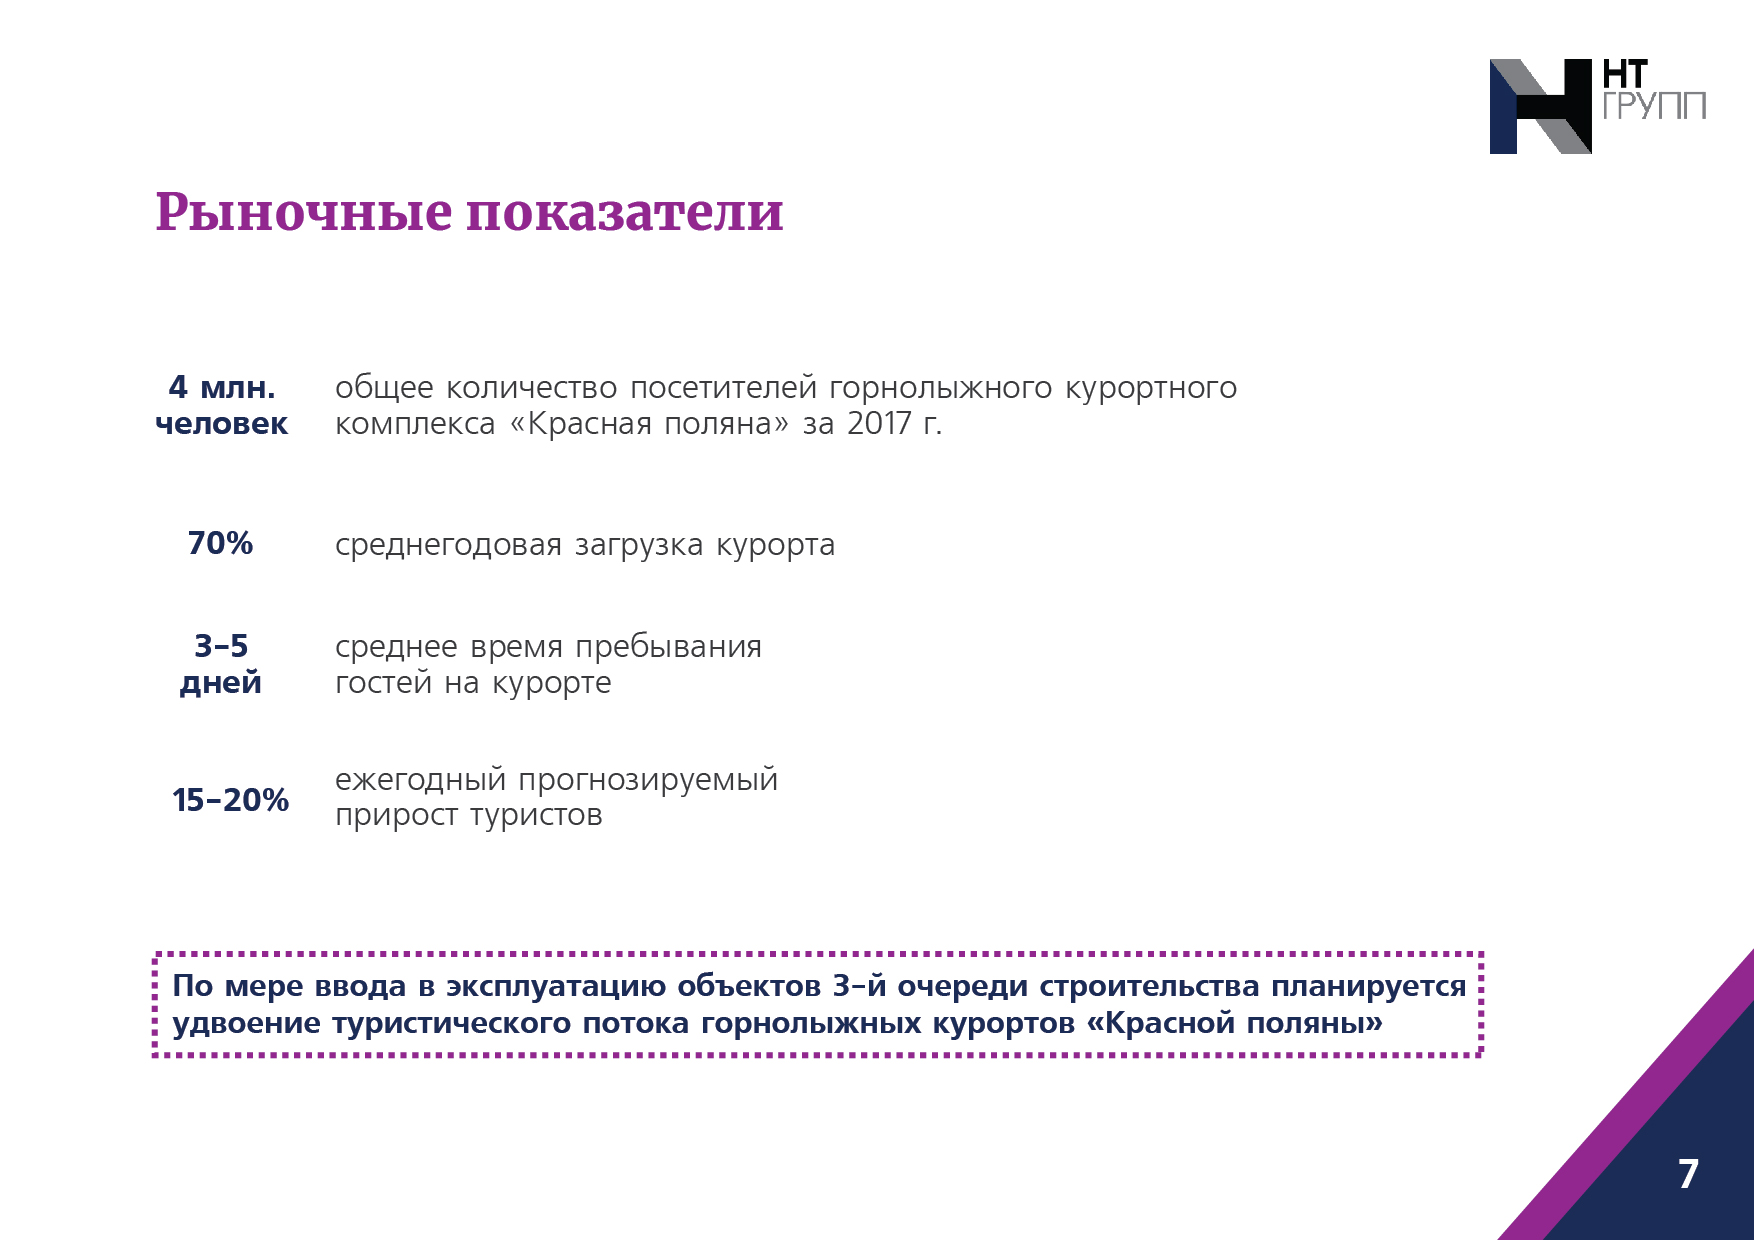 НТ
ГРУПП
Рыночные показатели
4 млн.
человек
общее количество посетителей горнолыжного курортного
комплекса «Красная поляна» за 2017 г.
70%
среднегодовая загрузка курорта
3–5
дней
среднее время пребывания
гостей на курорте
15–20%
ежегодный прогнозируемый
прирост туристов
По мере ввода в эксплуатацию объектов 3–й очереди строительства планируется
удвоение туристического потока горнолыжных курортов «Красной поляны»
7